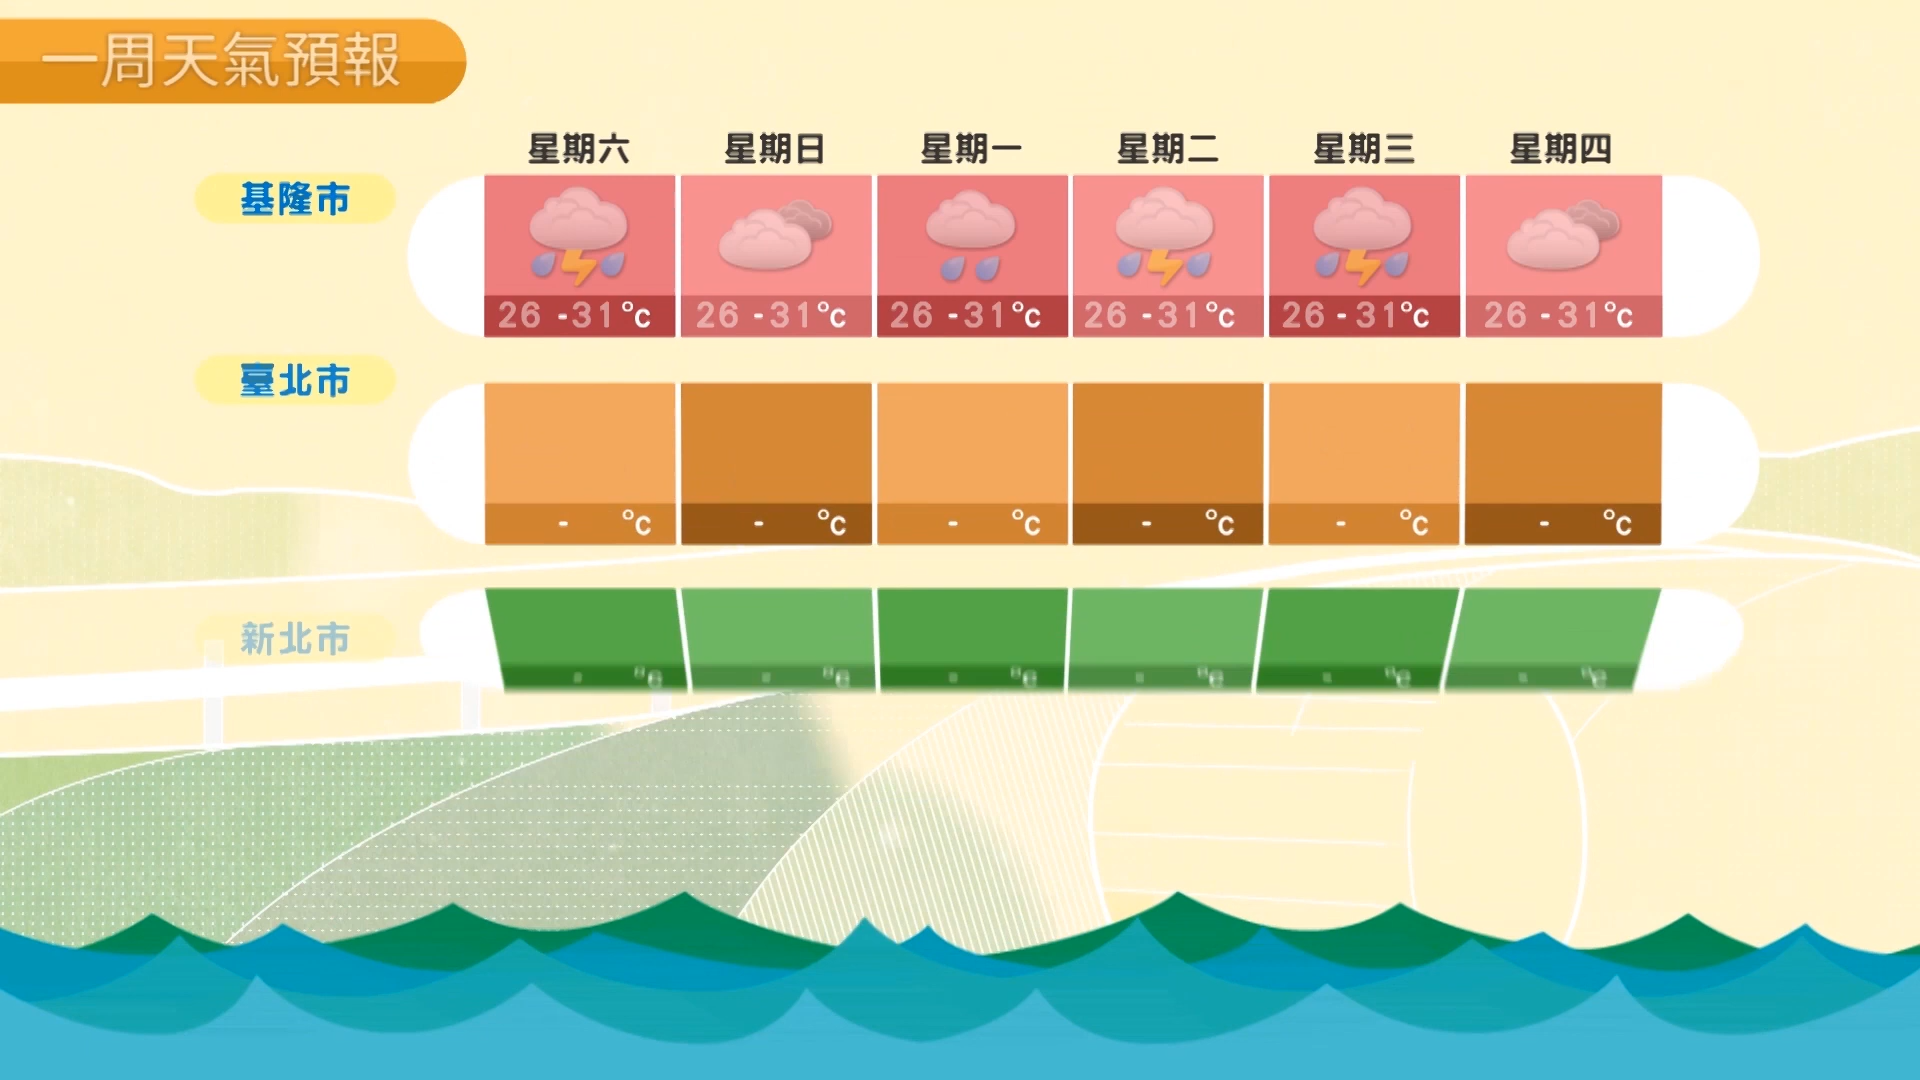 一周天氣預報
星期六 星期日 星期一 星期二 星期三 星期四
基隆市
26 -31°c 26 -31°c 26 -31°c 26 -31°c 26 -31°c 26 -31°c
臺北市
- °c - °c - °c - °c - °c - °c
新北市